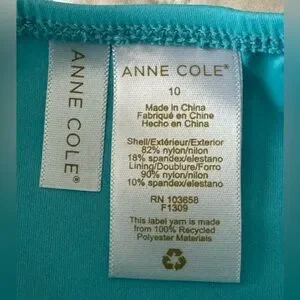 ANNE COLE®
ANNE COLE®
10
Made in China
Fabriqué en Chine
Hecho en China
Shell/Extérieur/Exterior
82% nylon/nilon
18% spandex/elestano
Lining/Doublure/Forro
90% nylon/nilon
10% spandex/elestano
RN 103658
F1309
This label yarn is made
from 100% Recycled
Polyester Materials